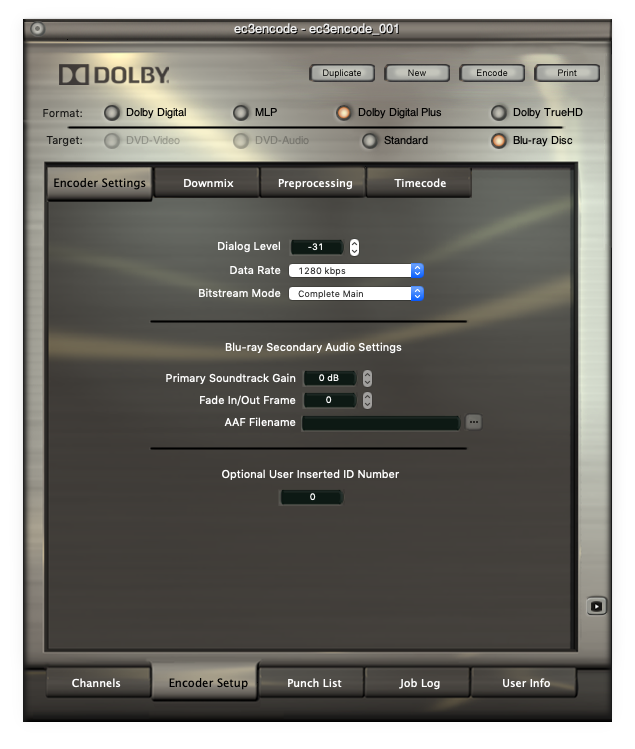 ec3encode - ec3encode_001
DOLBY
Duplicate New Encode Print
Format: Dolby Digital MLP Dolby Digital Plus Dolby TrueHD
Target: DVD-Video DVD-Audio Standard Blu-ray Disc
Encoder Settings Downmix Preprocessing Timecode
Dialog Level -31
Data Rate 1280 kbps
Bitstream Mode Complete Main
Blu-ray Secondary Audio Settings
Primary Soundtrack Gain 0 dB
Fade In/Out Frame 0
AAF Filename ...
Optional User Inserted ID Number
0
Channels Encoder Setup Punch List Job Log User Info